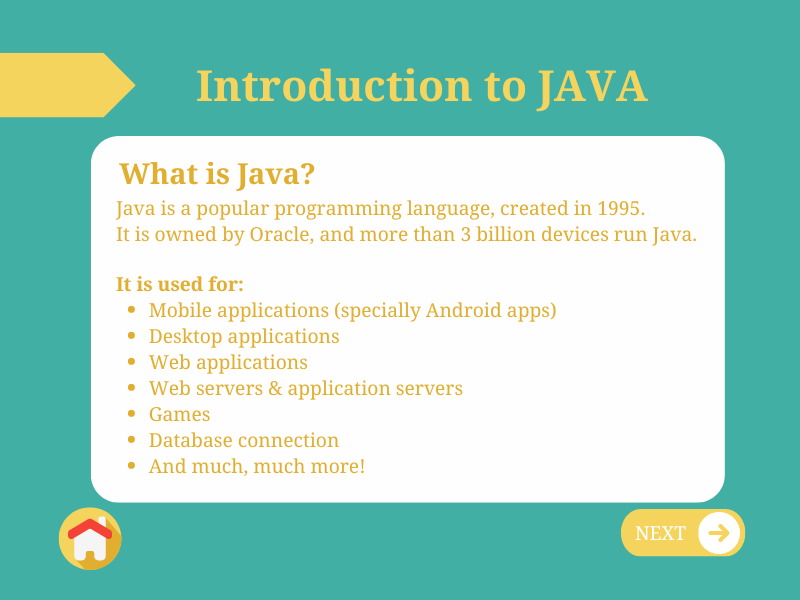 Introduction to JAVA
What is Java?
Java is a popular programming language, created in 1995.
It is owned by Oracle, and more than 3 billion devices run Java.
It is used for:
• Mobile applications (specially Android apps)
• Desktop applications
• Web applications
• Web servers & application servers
• Games
• Database connection
• And much, much more!
NEXT